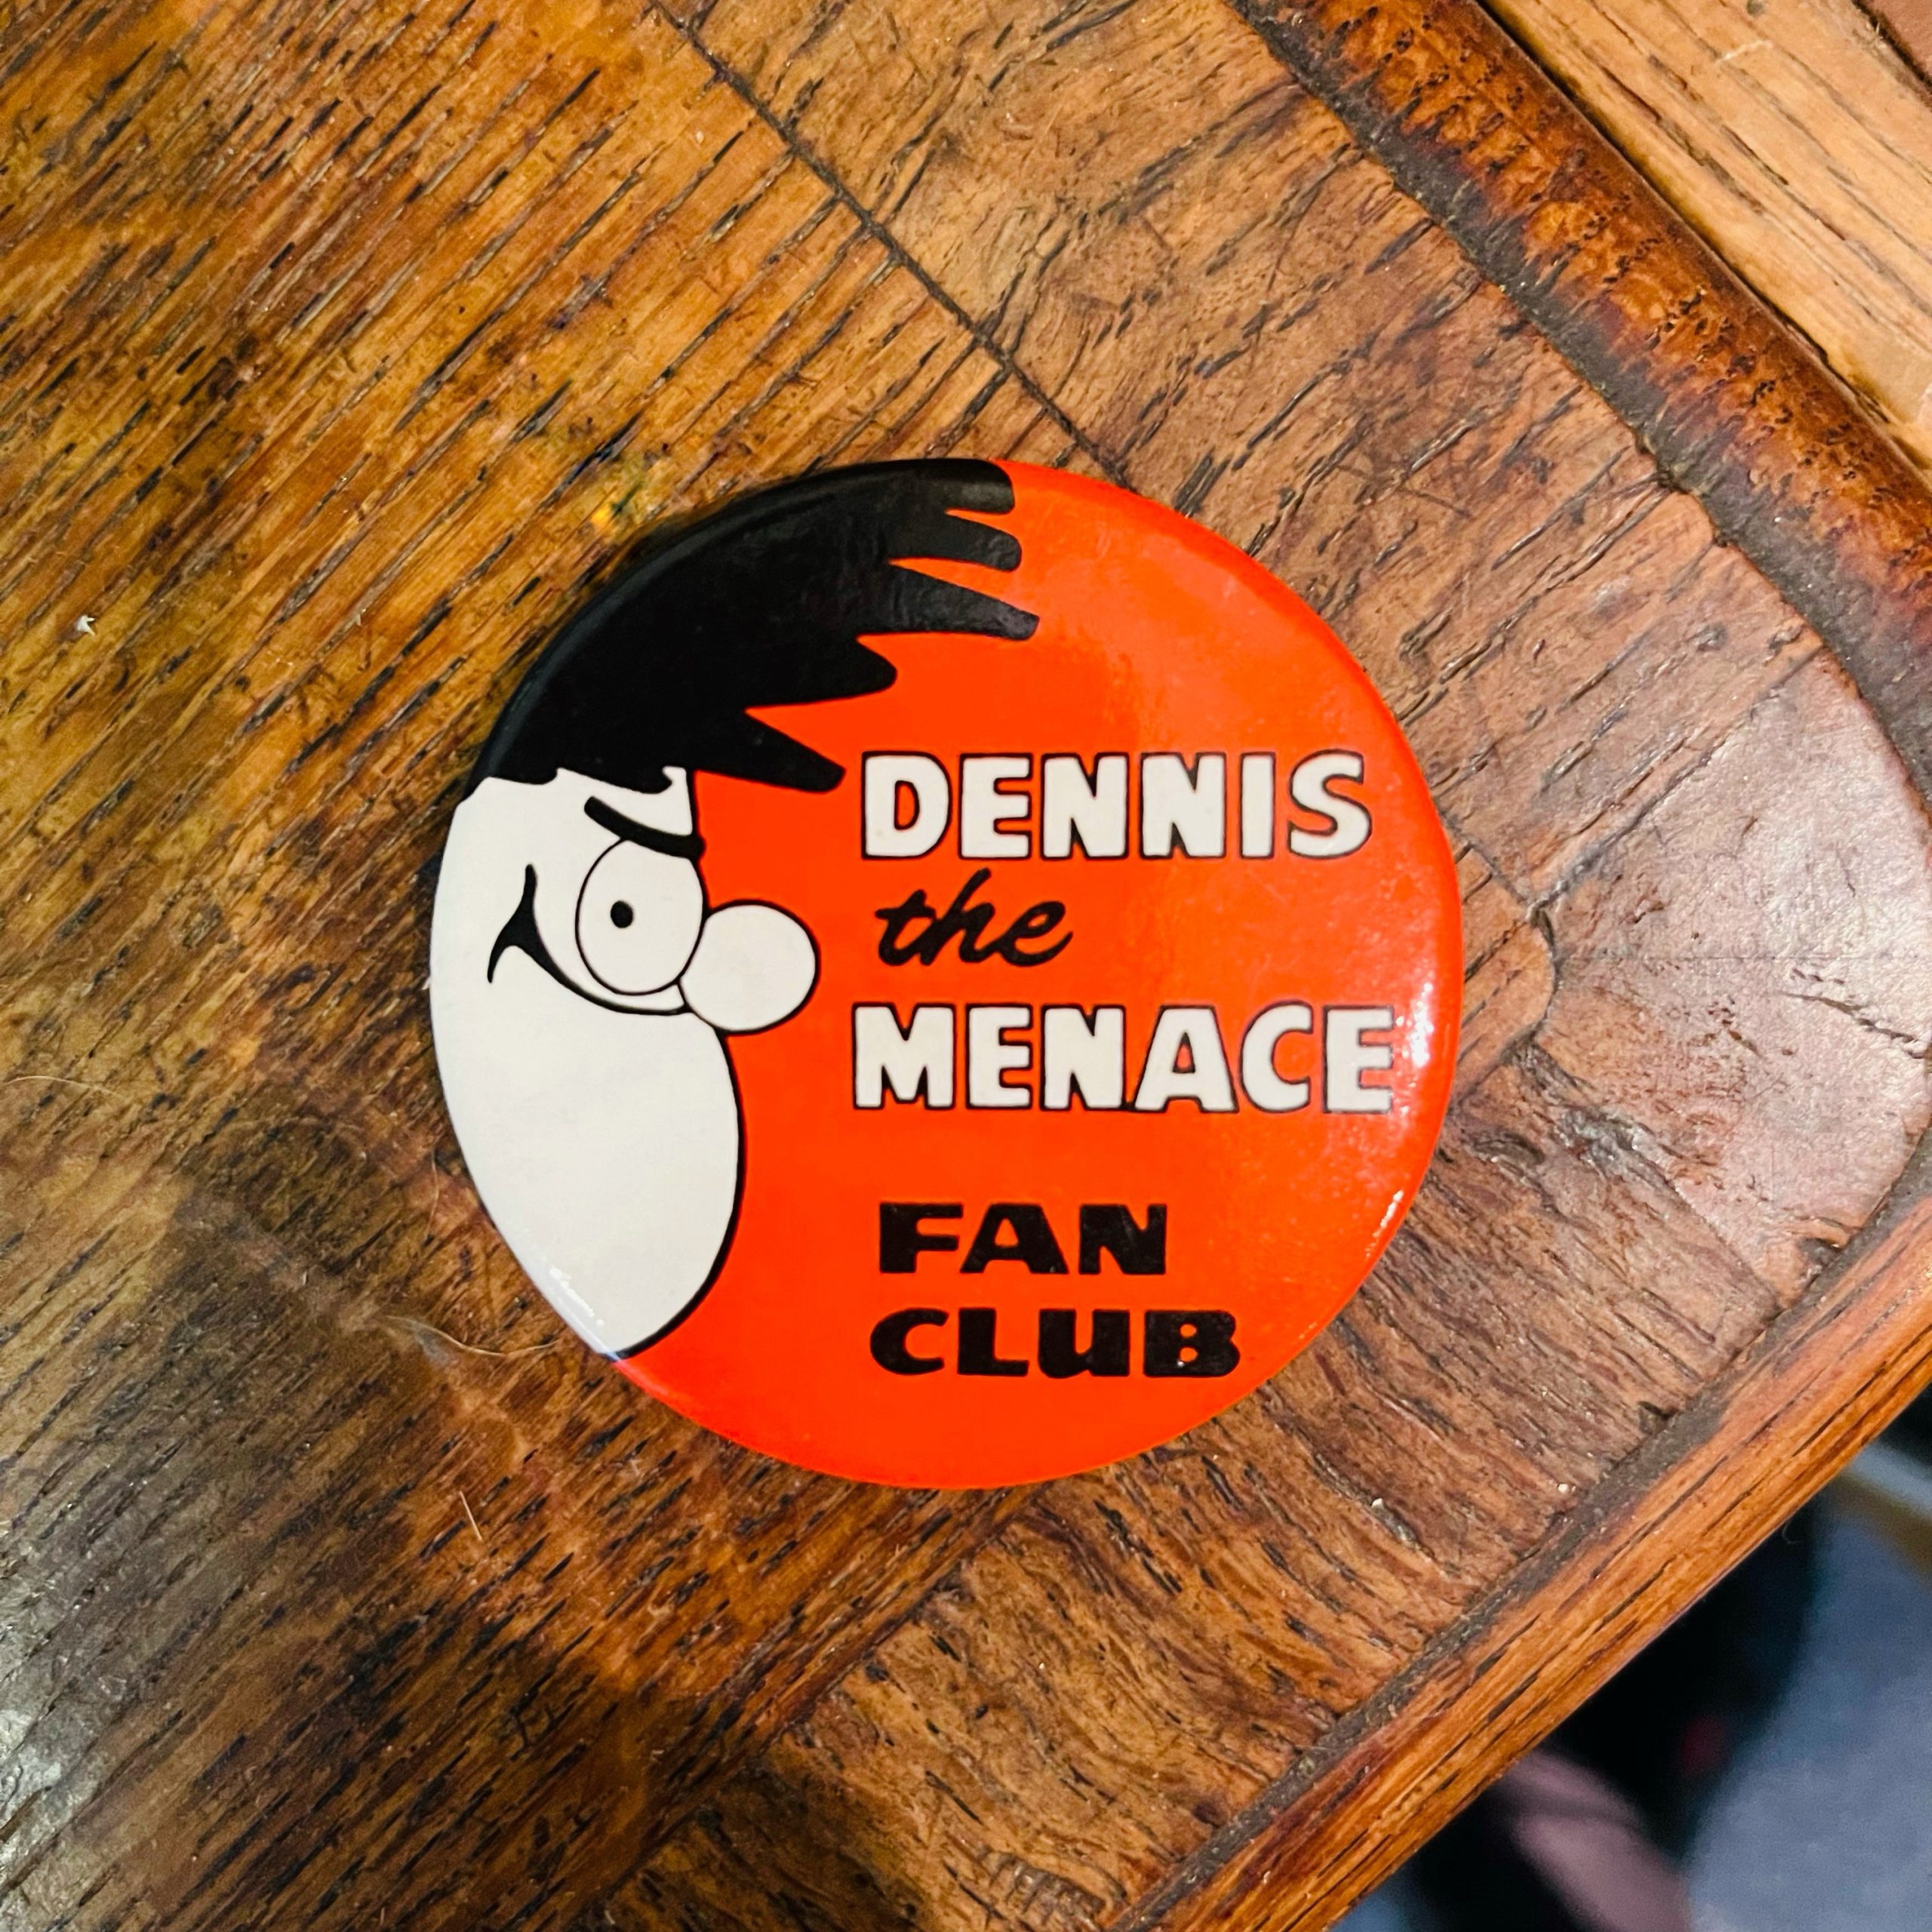 DENNIS
the
MENACE
FAN
CLUB